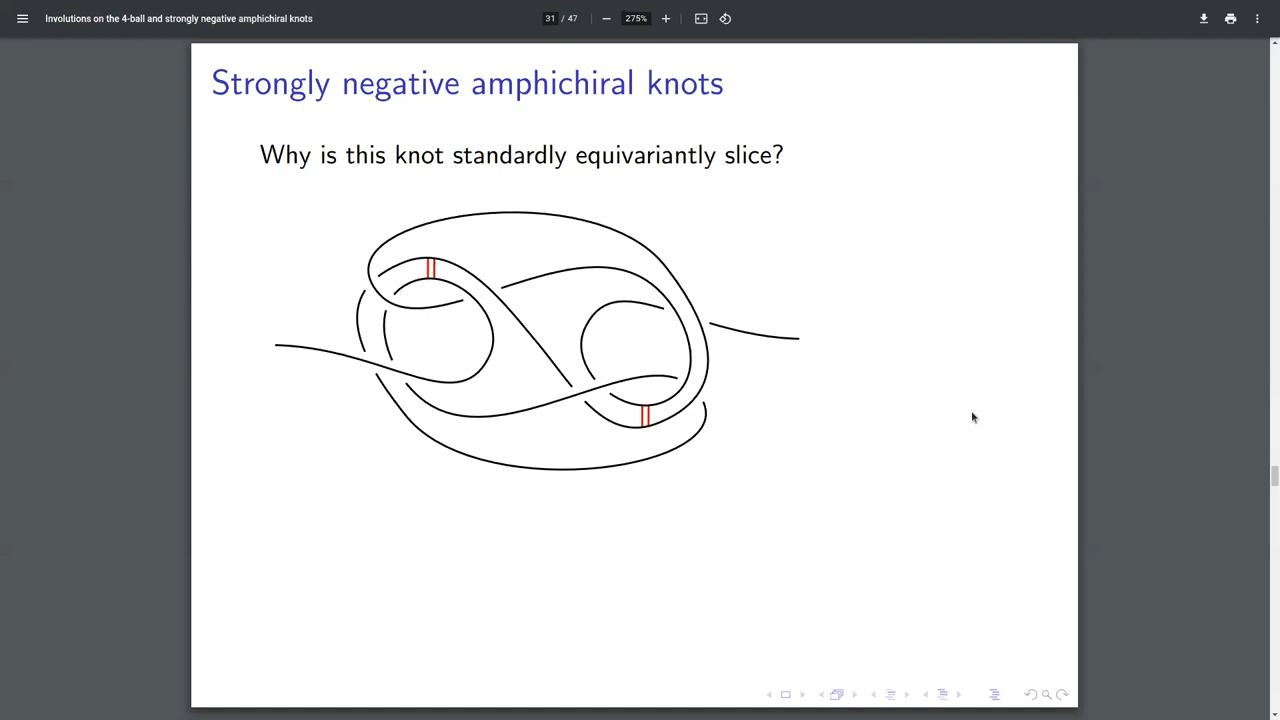 Involutions on the 4-ball and strongly negative amphichiral knots
31 / 47
275%
Strongly negative amphichiral knots
Why is this knot standardly equivariantly slice?